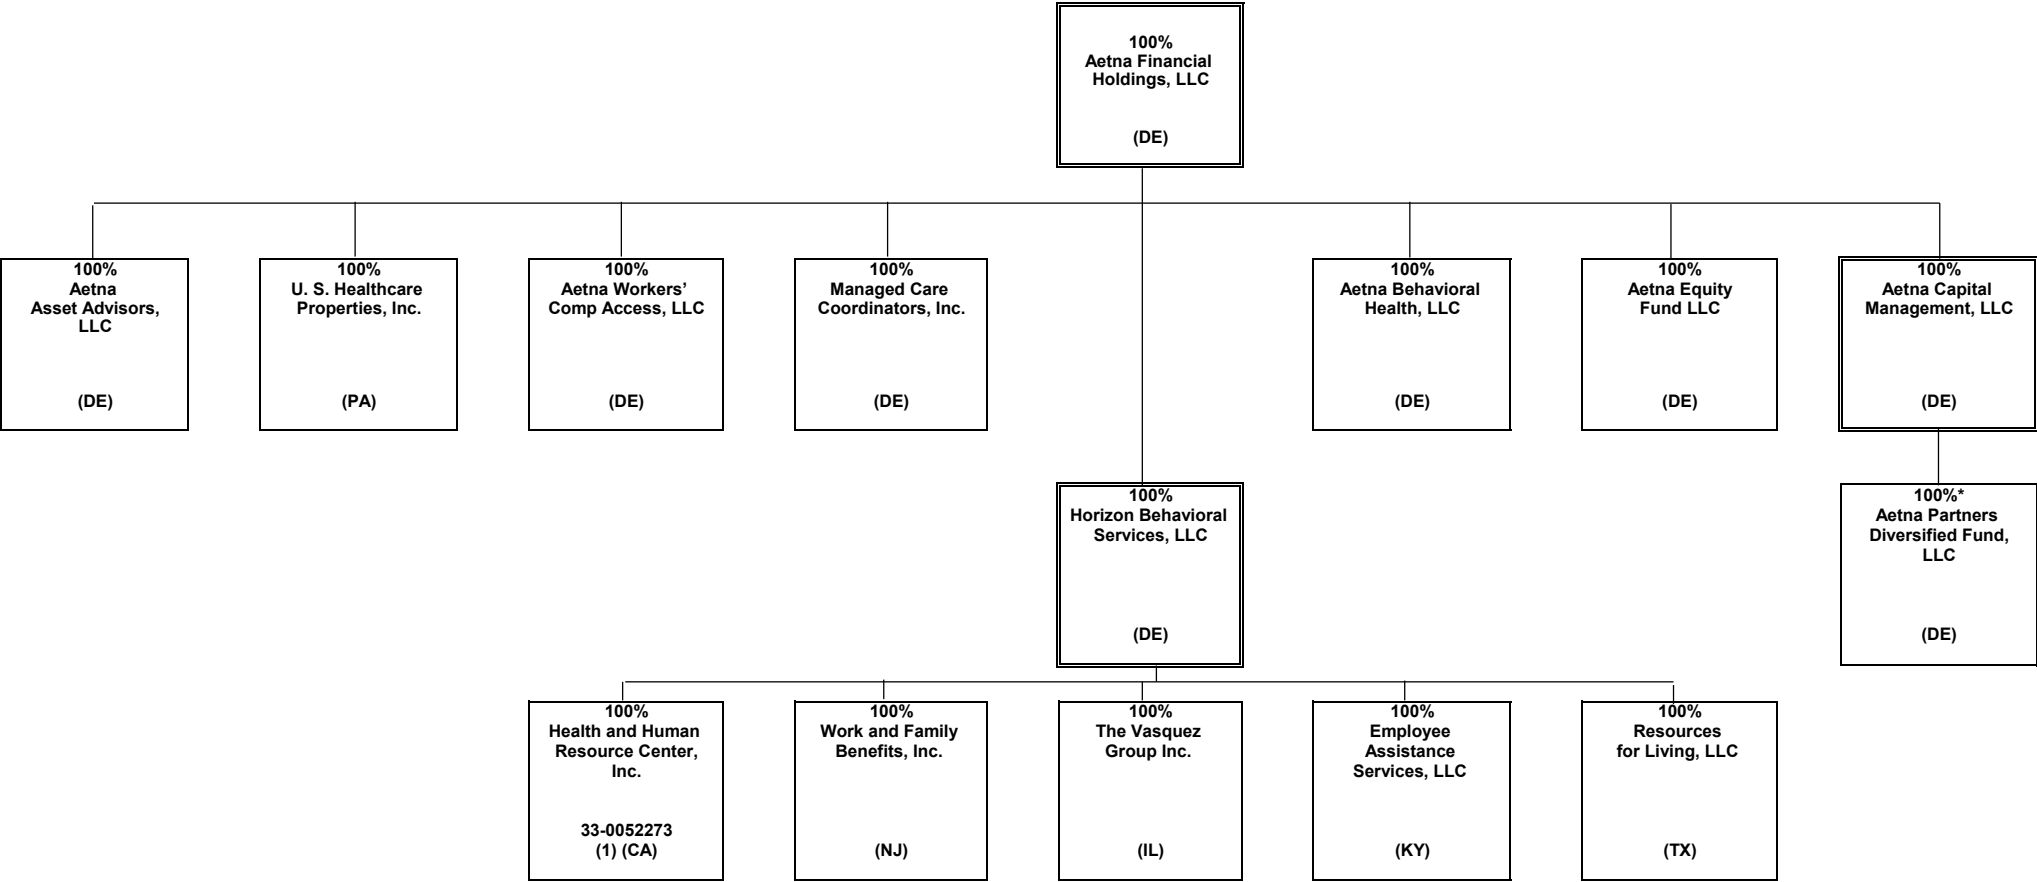 100%
Aetna Financial
Holdings, LLC
(DE)
100%
Aetna
Asset Advisors,
LLC
(DE)
100%
U. S. Healthcare
Properties, Inc.
(PA)
100%
Aetna Workers’
Comp Access, LLC
(DE)
100%
Managed Care
Coordinators, Inc.
(DE)
100%
Aetna Behavioral
Health, LLC
(DE)
100%
Aetna Equity
Fund LLC
(DE)
100%
Aetna Capital
Management, LLC
(DE)
100%
Horizon Behavioral
Services, LLC
(DE)
100%*
Aetna Partners
Diversified Fund,
LLC
(DE)
100%
Health and Human
Resource Center,
Inc.
33-0052273
(1) (CA)
100%
Work and Family
Benefits, Inc.
(NJ)
100%
The Vasquez
Group Inc.
(IL)
100%
Employee
Assistance
Services, LLC
(KY)
100%
Resources
for Living, LLC
(TX)